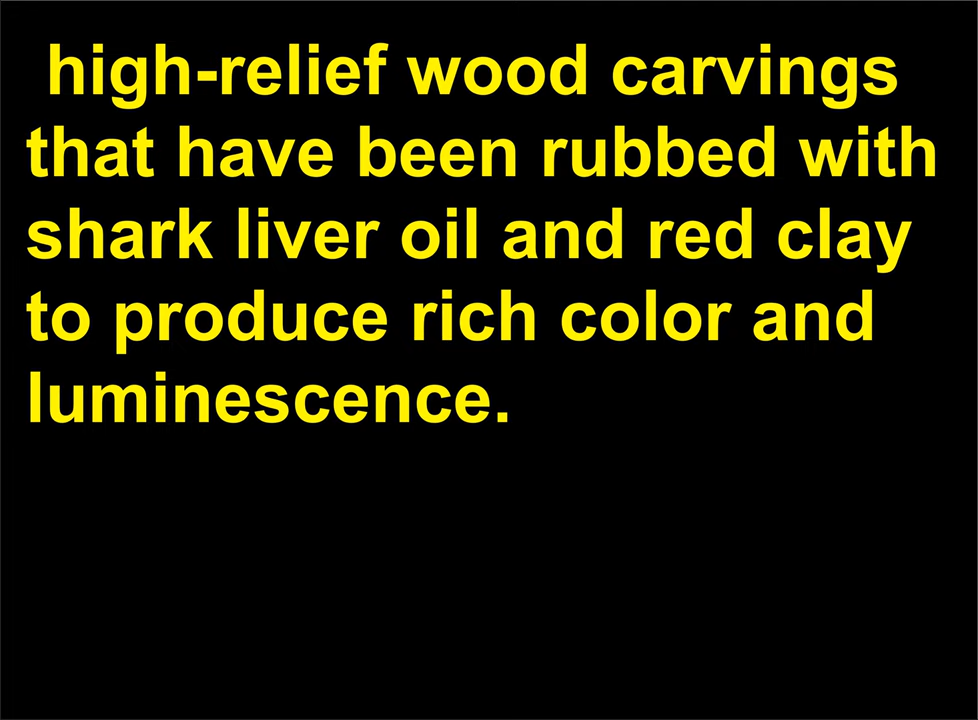 high-relief wood carvings
that have been rubbed with
shark liver oil and red clay
to produce rich color and
luminescence.